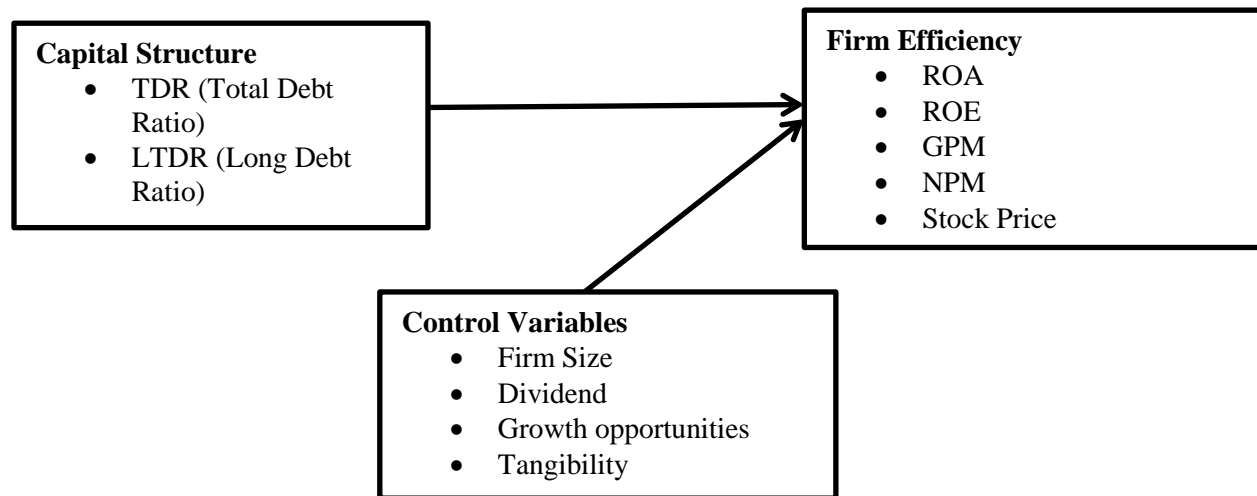 Capital Structure
• TDR (Total Debt
Ratio)
• LTDR (Long Debt
Ratio)
Firm Efficiency
• ROA
• ROE
• GPM
• NPM
• Stock Price
Control Variables
• Firm Size
• Dividend
• Growth opportunities
• Tangibility